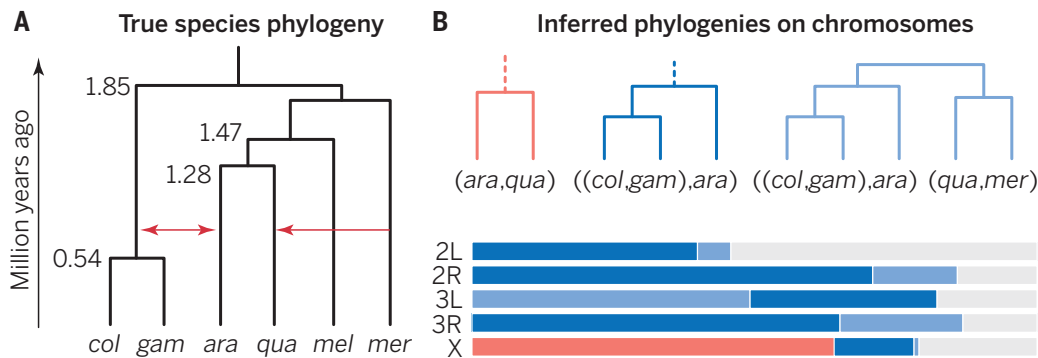 A True species phylogeny
Million years ago
1.85
1.47
1.28
0.54
col gam ara qua mel mer
B Inferred phylogenies on chromosomes
(ara,qua) ((col,gam),ara) ((col,gam),ara) (qua,mer)
2L
2R
3L
3R
X